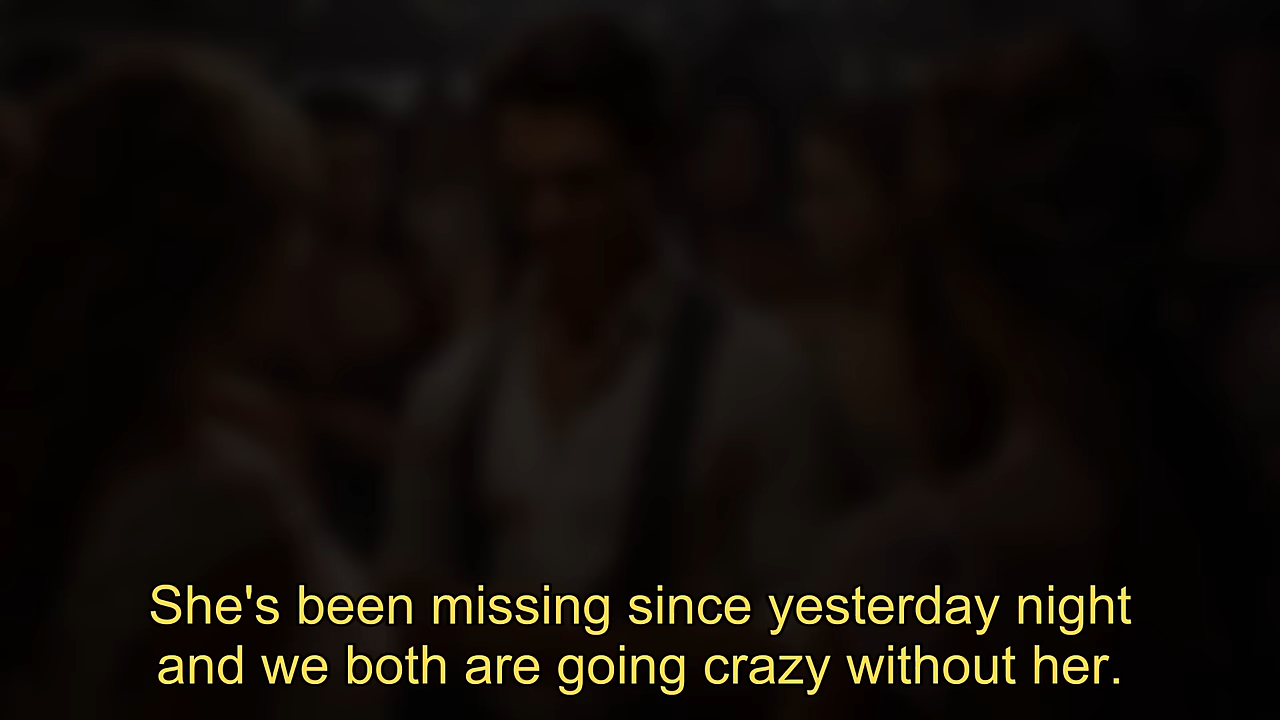 She's been missing since yesterday night
and we both are going crazy without her.